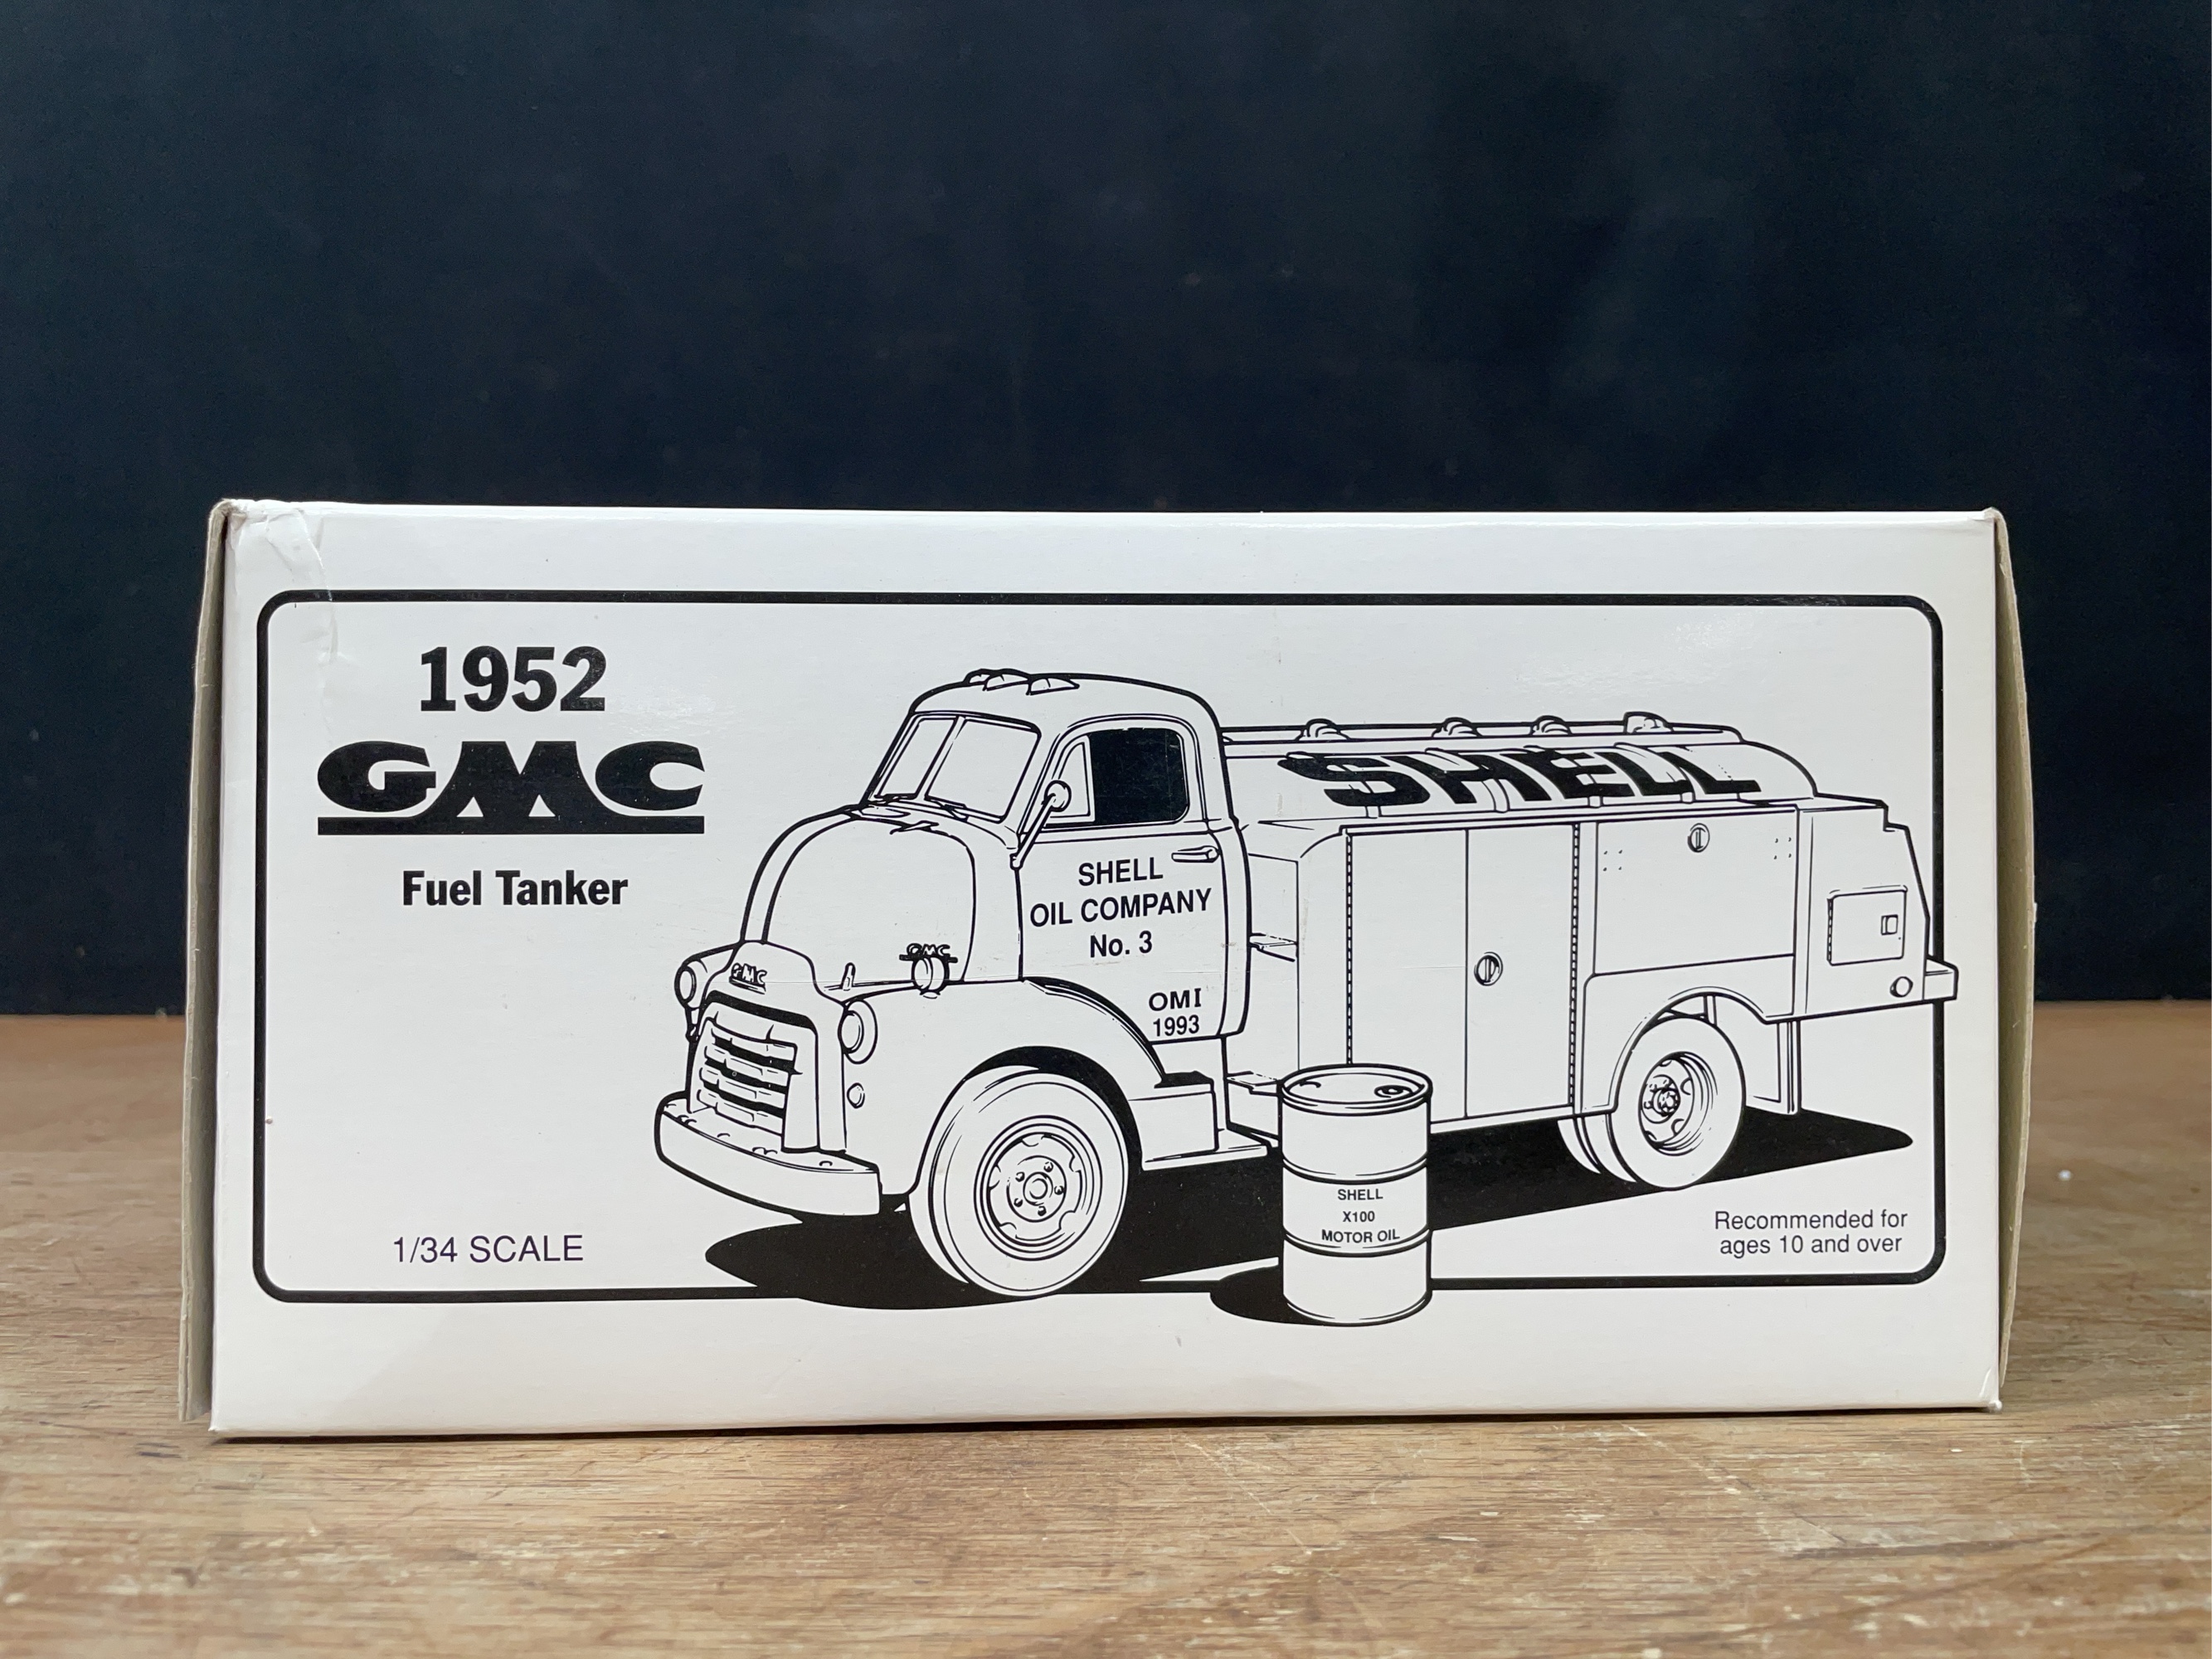 1952
GMC
Fuel Tanker
1/34 SCALE
GMC
GMC
SHELL
OIL COMPANY
No. 3
OMI
1993
SHELL
SHELL
X100
MOTOR OIL
Recommended for
ages 10 and over